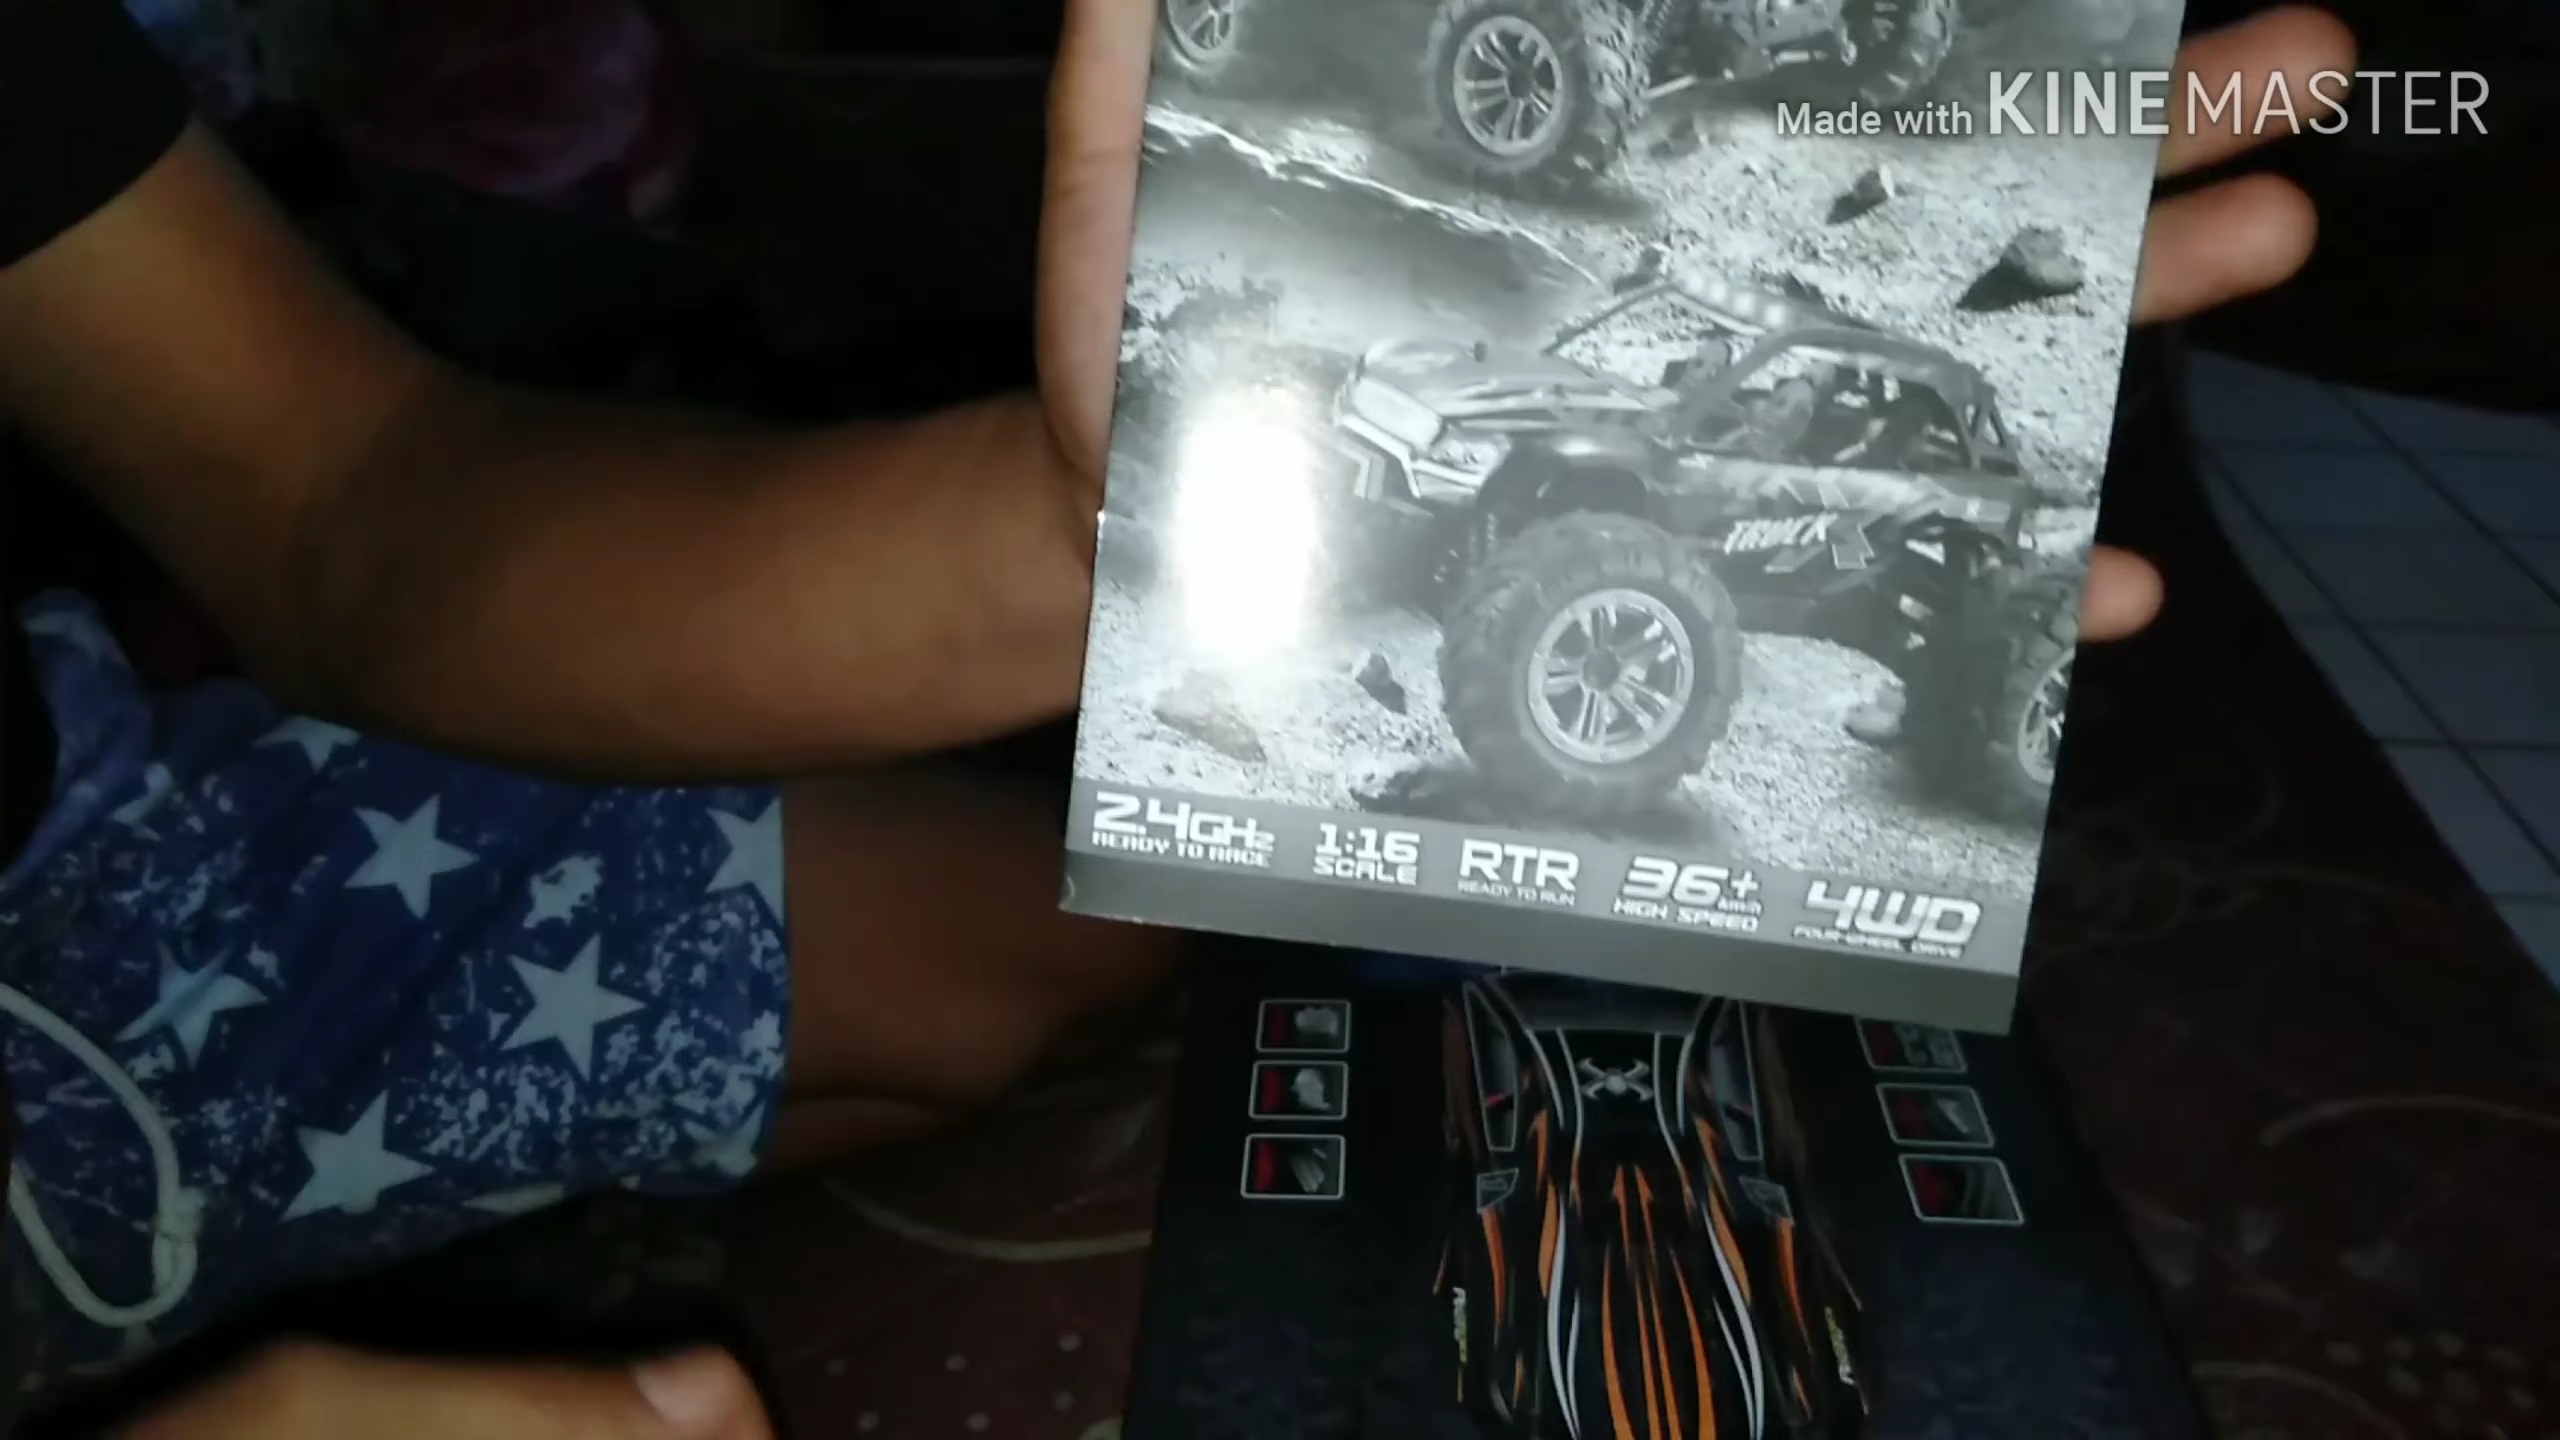 Made with KINEMASTER
TRUCK
2.4GHz
READY TO RACE
1:16
SCALE
RTR
READY TO RUN
36+
km/h
HIGH SPEED
4WD
FOUR-WHEEL DRIVE